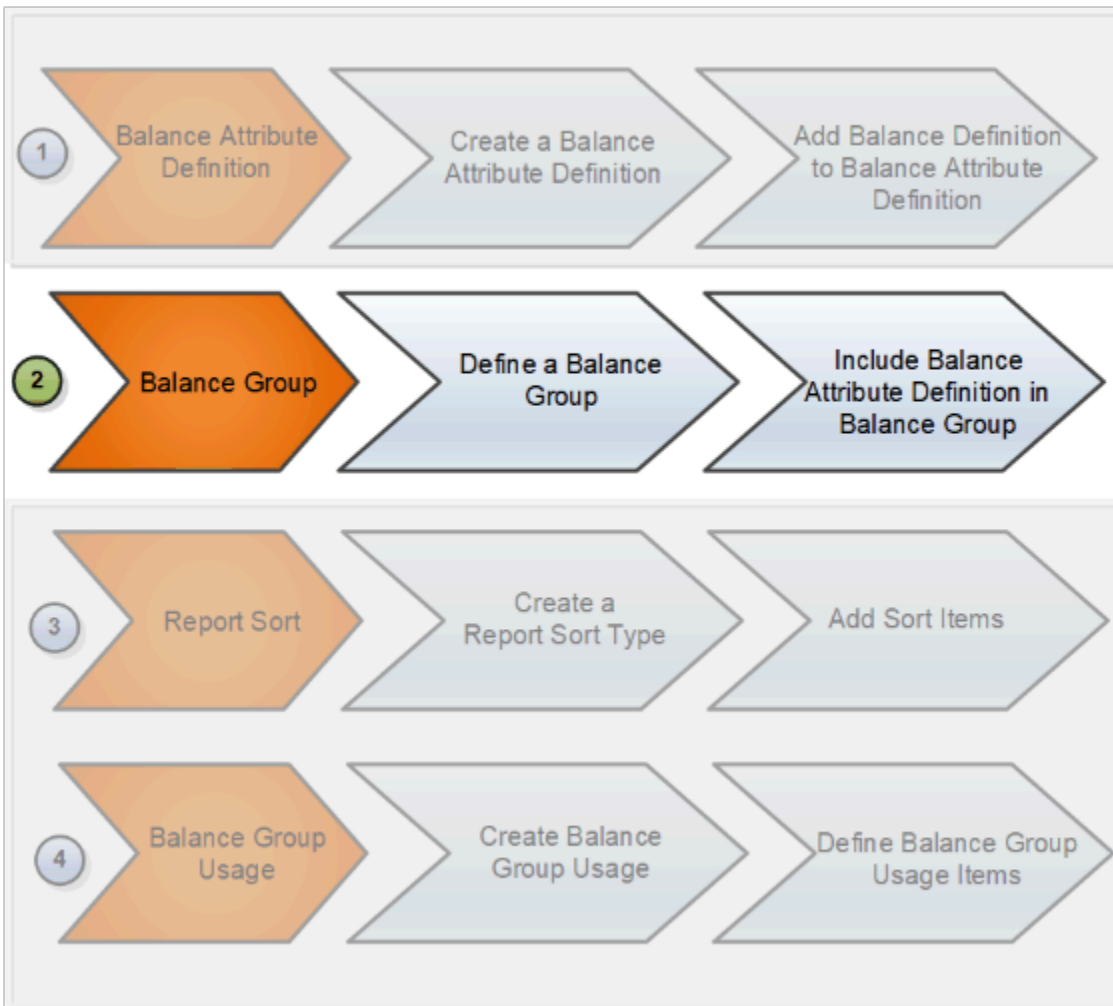 1
Balance Attribute
Definition
Create a Balance
Attribute Definition
Add Balance Definition
to Balance Attribute
Definition
2
Balance Group
Define a Balance
Group
Include Balance
Attribute Definition in
Balance Group
3
Report Sort
Create a
Report Sort Type
Add Sort Items
4
Balance Group
Usage
Create Balance
Group Usage
Define Balance Group
Usage Items